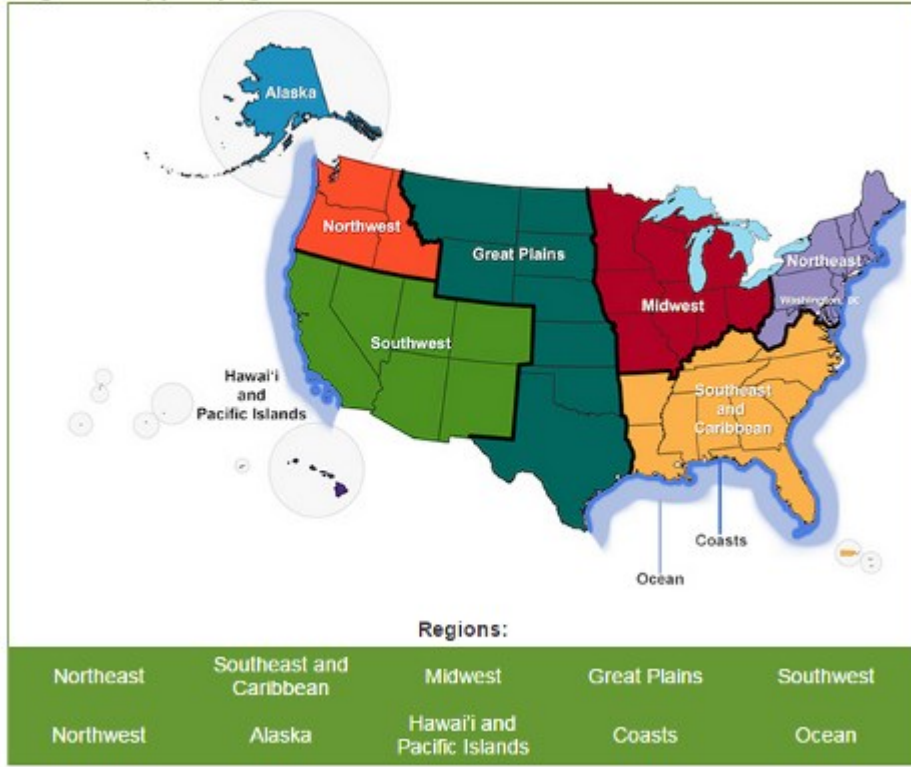 Alaska
Northwest
Great Plains
Northeast
Washington, DC
Midwest
Southwest
Hawai'i
and
Pacific Islands
Southeast
and
Caribbean
Coasts
Ocean
Regions:
Northeast
Southeast and
Caribbean
Midwest
Great Plains
Southwest
Northwest
Alaska
Hawai'i and
Pacific Islands
Coasts
Ocean